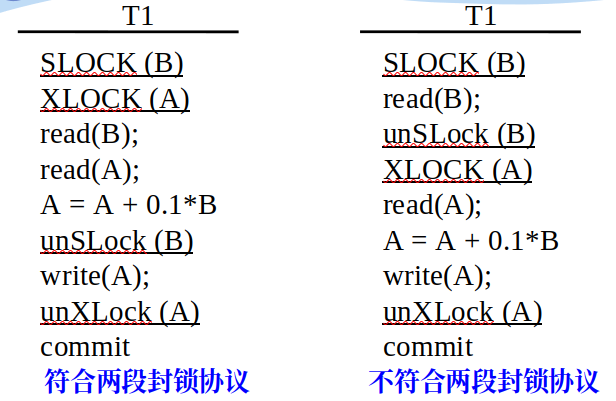 T1
SLOCK (B)
XLOCK (A)
read(B);
read(A);
A = A + 0.1*B
unSLock (B)
write(A);
unXLock (A)
commit
符合两段封锁协议
T1
SLOCK (B)
read(B);
unSLock (B)
XLOCK (A)
read(A);
A = A + 0.1*B
write(A);
unXLock (A)
commit
不符合两段封锁协议